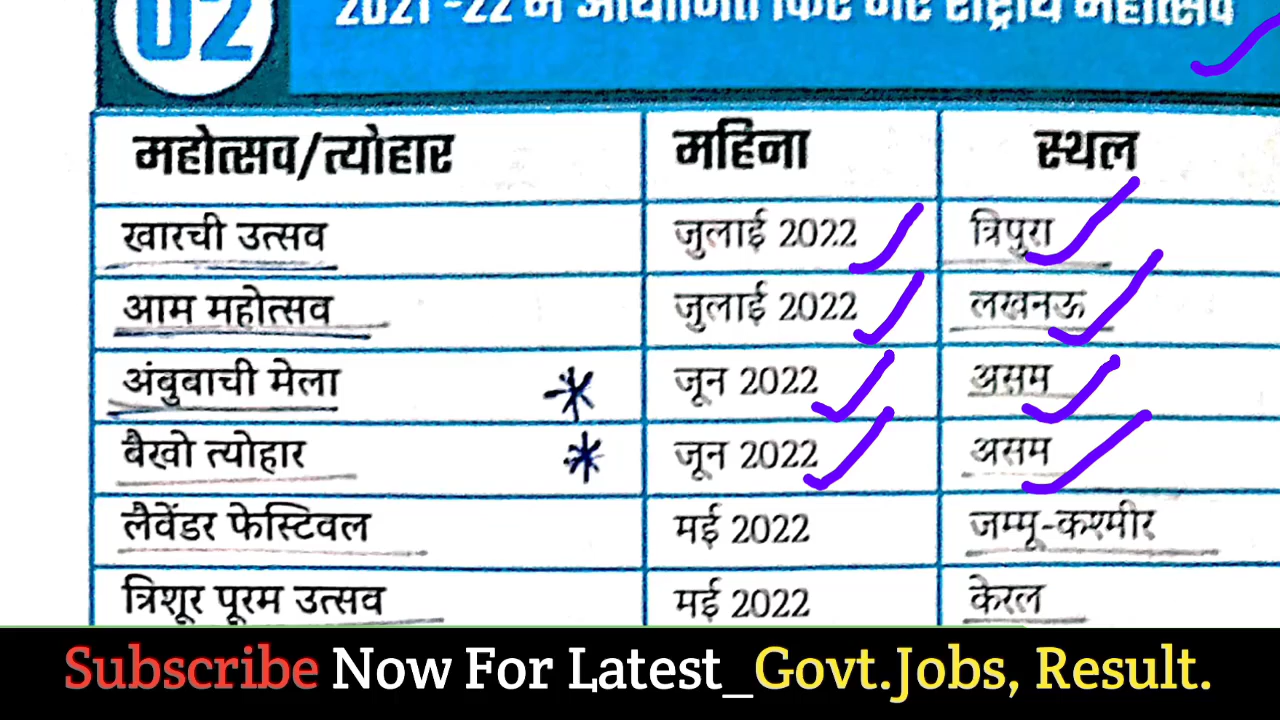 02 2021-22 में आयोजित किए गए राष्ट्रीय महोत्सव
महोत्सव/त्योहार महिना स्थल
खारची उत्सव जुलाई 2022 त्रिपुरा
आम महोत्सव जुलाई 2022 लखनऊ
अंबुबाची मेला जून 2022 असम
बैखो त्योहार जून 2022 असम
लैवेंडर फेस्टिवल मई 2022 जम्मू-कश्मीर
त्रिशूर पूरम उत्सव मई 2022 केरल
Subscribe Now For Latest_Govt.Jobs, Result.